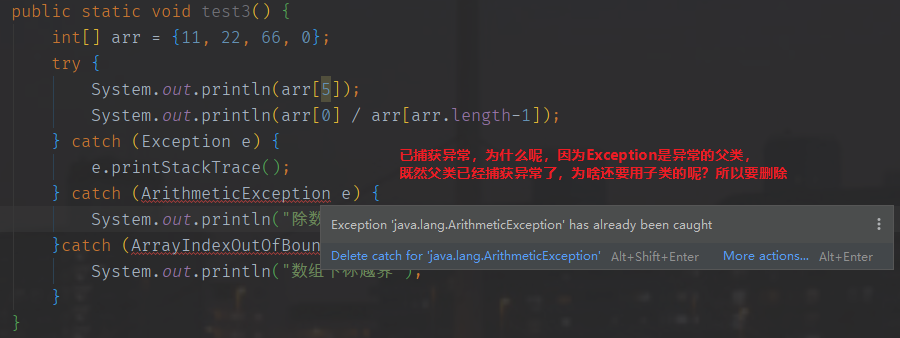 public static void test3() {
int[] arr = {11, 22, 66, 0};
try {
System.out.println(arr[5]);
System.out.println(arr[0] / arr[arr.length-1]);
} catch (Exception e) {
e.printStackTrace();
已捕获异常，为什么呢，因为Exception是异常的父类，
既然父类已经捕获异常了，为啥还要用子类的呢？所以要删除
} catch (ArithmeticException e) {
System.out.println("除数
Exception 'java.lang.ArithmeticException' has already been caught
}catch (ArrayIndexOutOfBoun
Delete catch for 'java.lang.ArithmeticException' Alt+Shift+Enter More actions... Alt+Enter
System.out.println("数组下标越界");
}
}